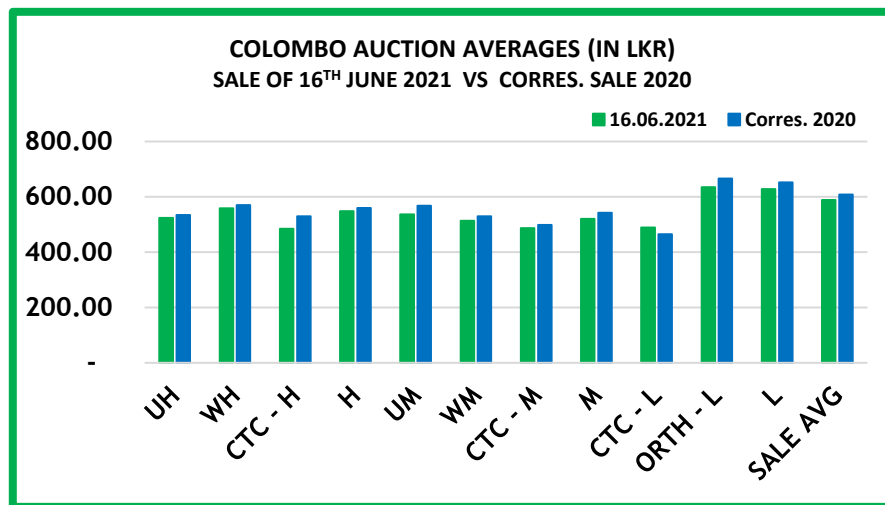 COLOMBO AUCTION AVERAGES (IN LKR)
SALE OF 16TH JUNE 2021 VS CORRES. SALE 2020
16.06.2021 Corres. 2020
800.00
600.00
400.00
200.00
-
UH
WH
CTC - H
H
UM
WM
CTC - M
M
CTC - L
ORTH - L
L
SALE AVG